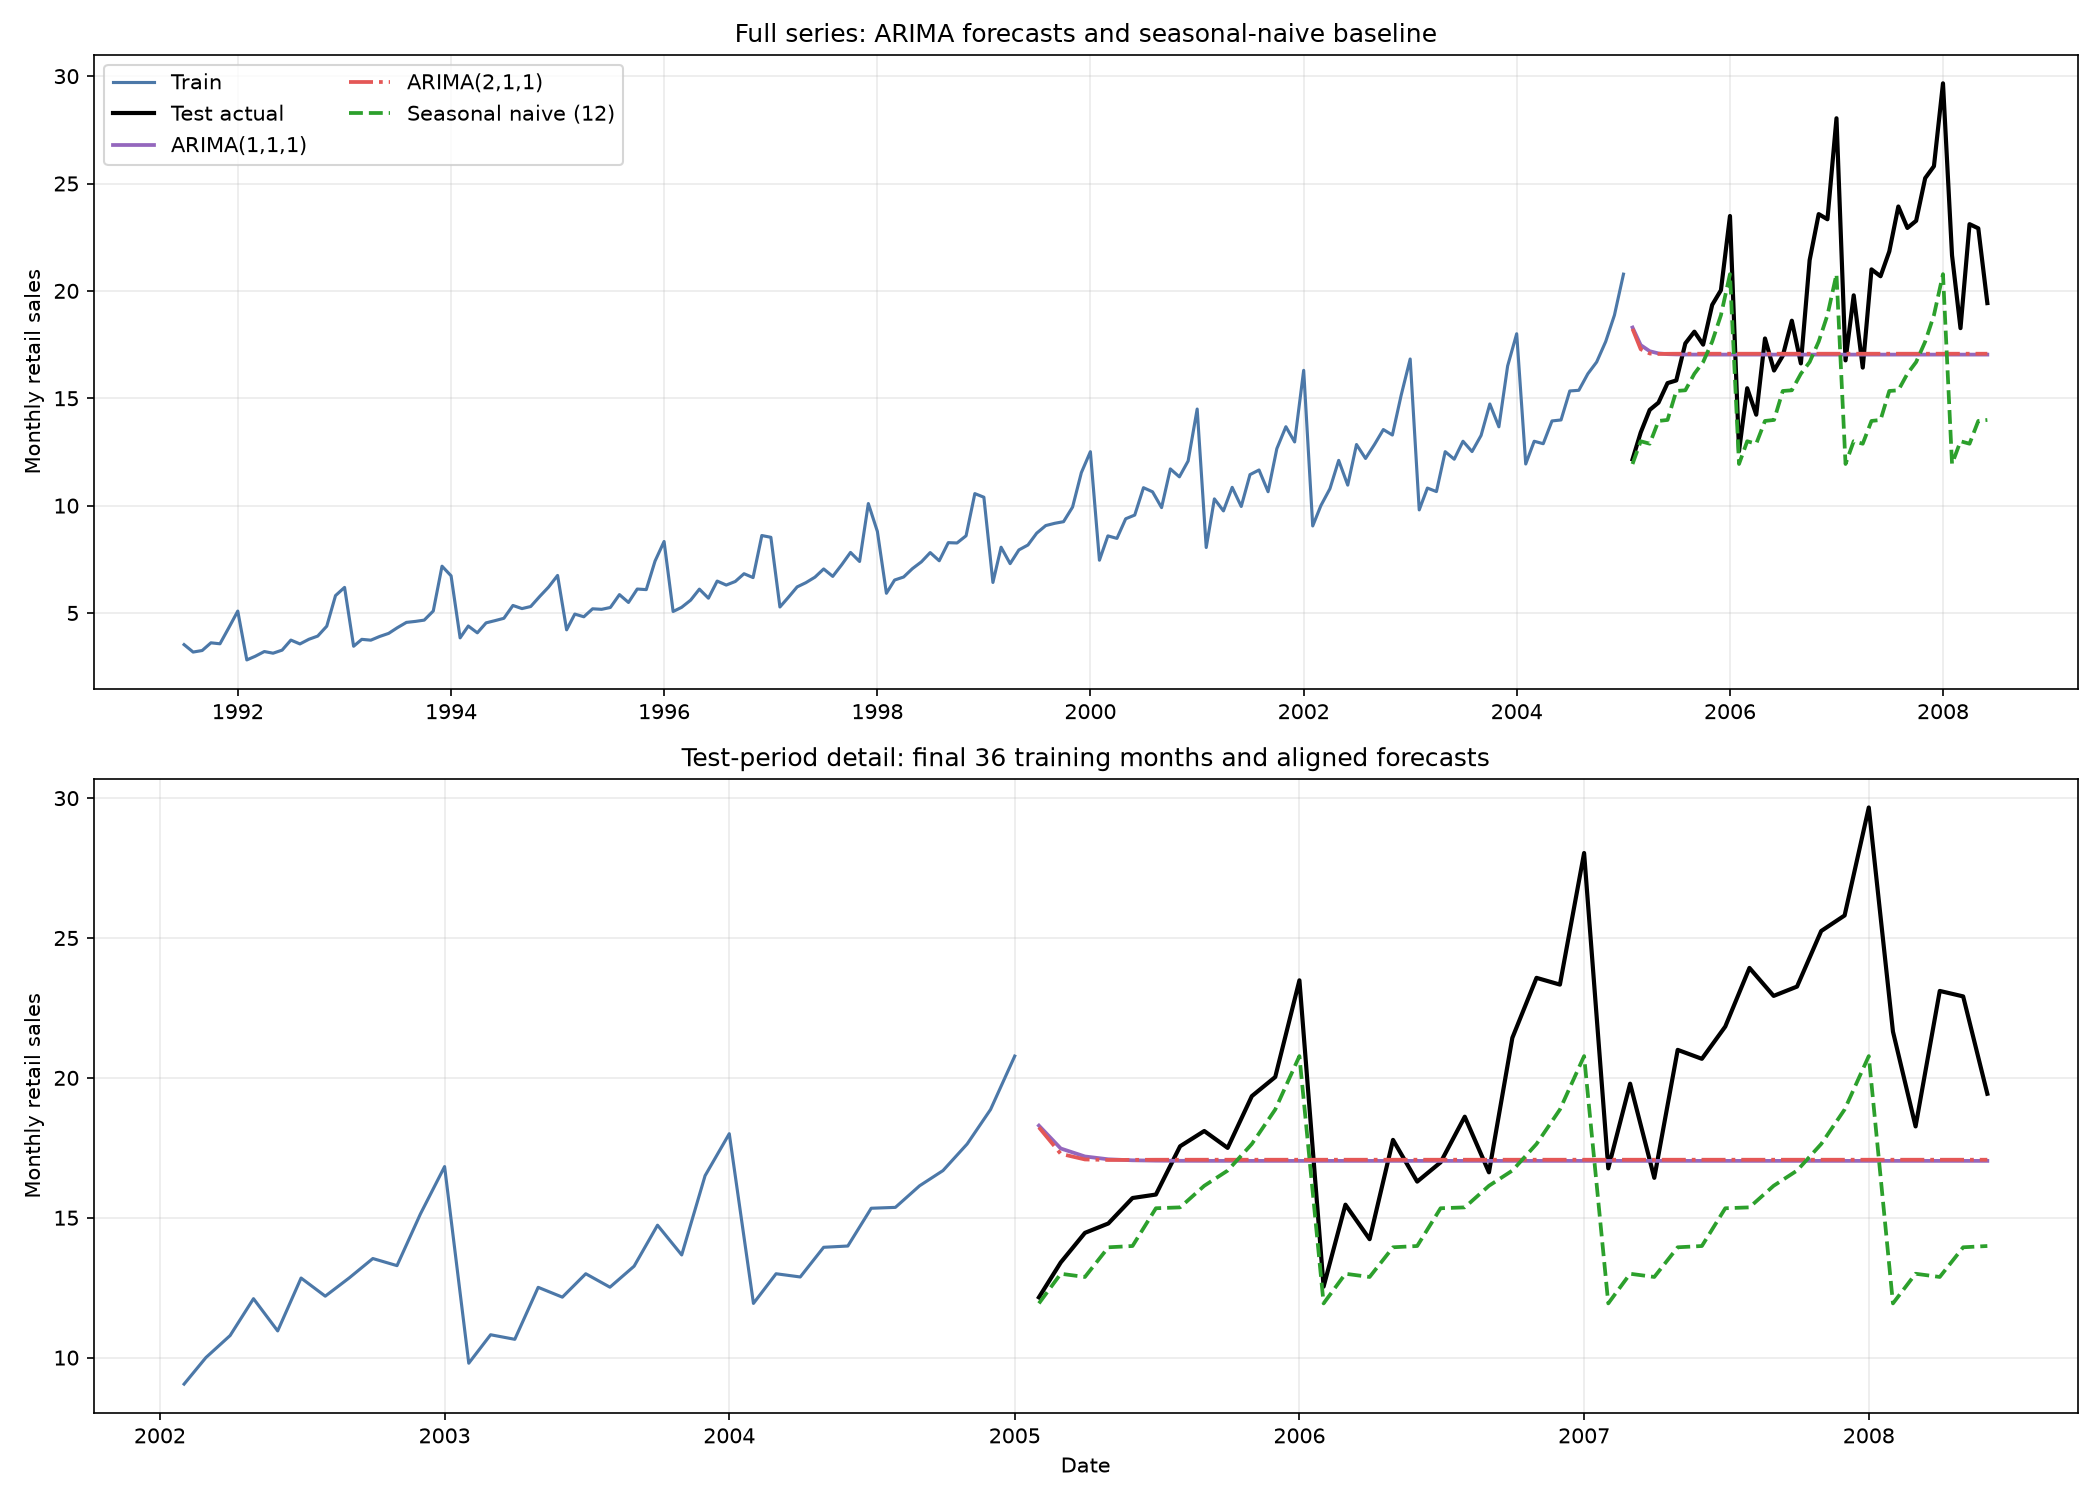 Full series: ARIMA forecasts and seasonal-naive baseline
Train
Test actual
ARIMA(1,1,1)
ARIMA(2,1,1)
Seasonal naive (12)
Monthly retail sales
30
25
20
15
10
5
1992 1994 1996 1998 2000 2002 2004 2006 2008
Test-period detail: final 36 training months and aligned forecasts
Monthly retail sales
30
25
20
15
10
2002 2003 2004 2005 2006 2007 2008
Date